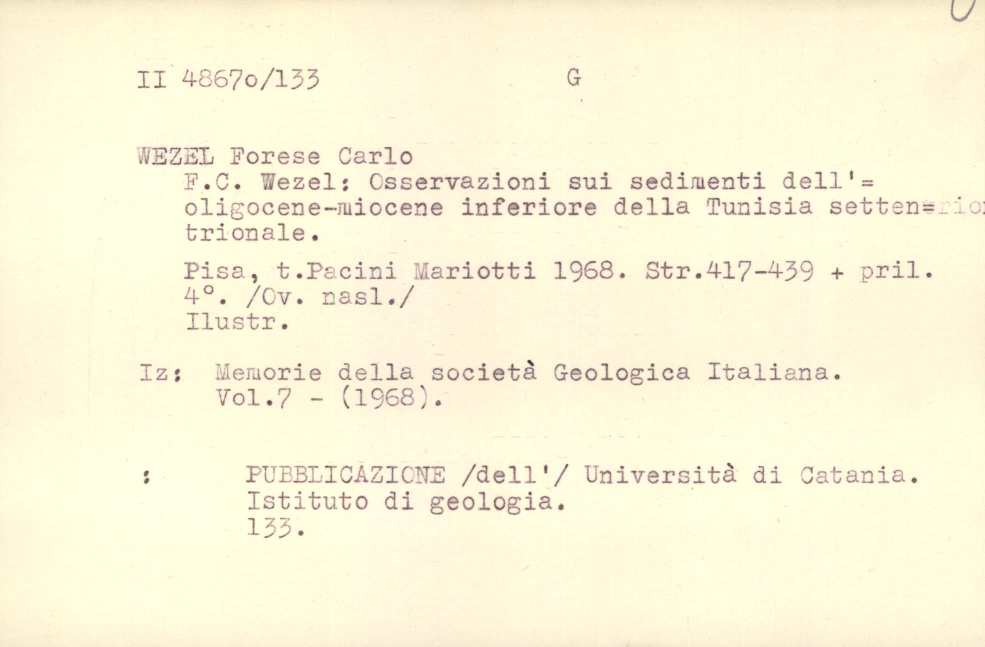 II 4867o/133 G
WEZEL Forese Carlo
F.C. Wezel: Osservazioni sui sedimenti dell'=
oligocene-miocene inferiore della Tunisia setten=
trionale.
Pisa, t.Pacini Mariotti 1968. Str.417-439 + pril.
4°. /Ov. nasl./
Ilustr.
Iz: Memorie della società Geologica Italiana.
Vol.7 - (1968).
: PUBBLICAZIONE /dell'/ Università di Catania.
Istituto di geologia.
133.